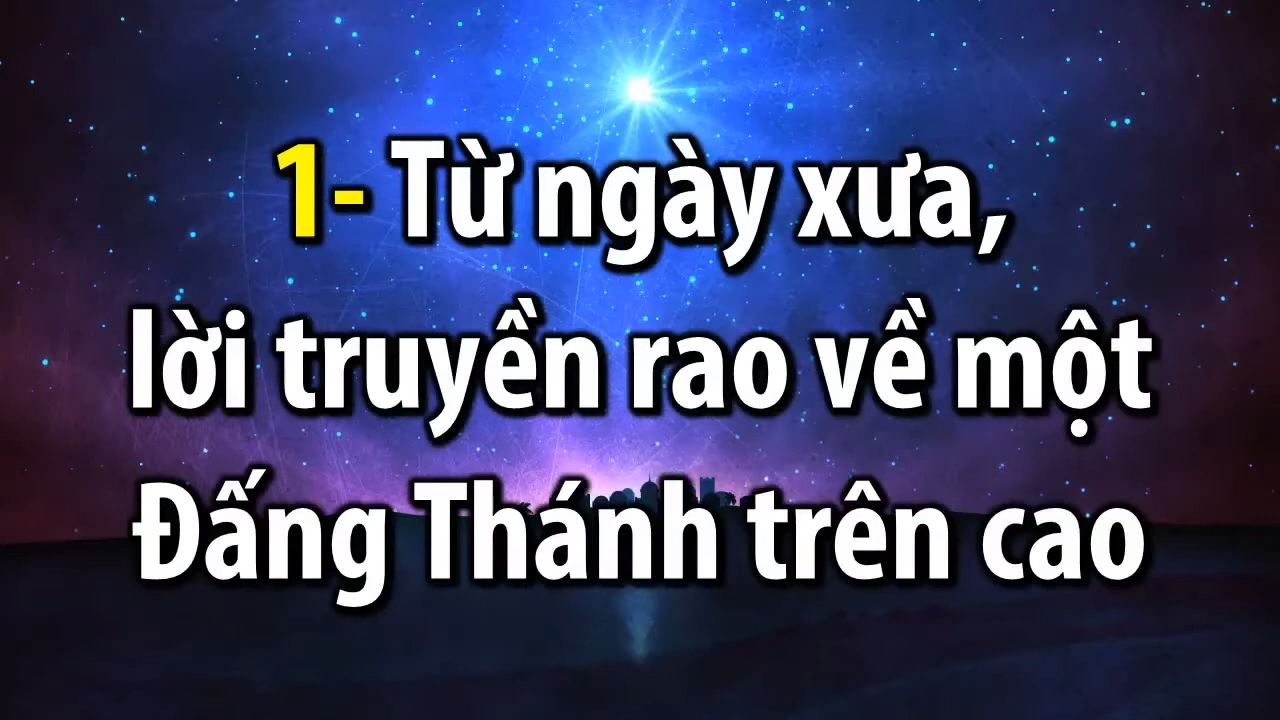 1- Từ ngày xưa,
lời truyền rao về một
Đấng Thánh trên cao